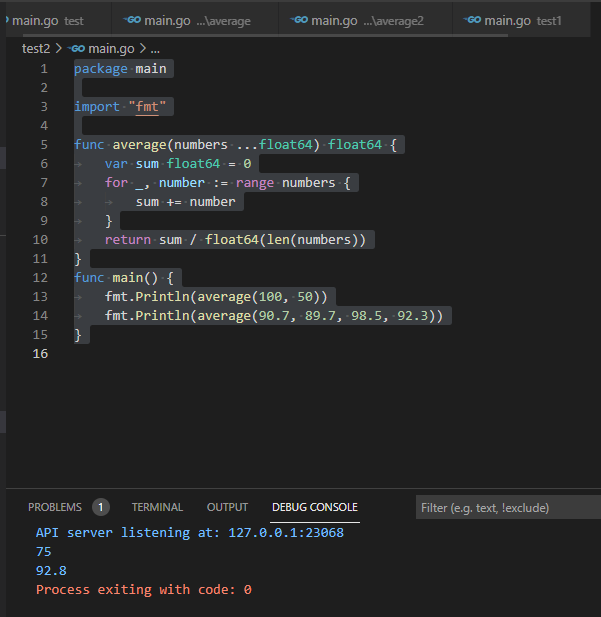 main.go test main.go ...\average main.go ...\average2 main.go test1
test2 > main.go > ...
1 package main
2
3 import "fmt"
4
5 func average(numbers ...float64) float64 {
6 var sum float64 = 0
7 for _, number := range numbers {
8 sum += number
9 }
10 return sum / float64(len(numbers))
11 }
12 func main() {
13 fmt.Println(average(100, 50))
14 fmt.Println(average(90.7, 89.7, 98.5, 92.3))
15 }
16
PROBLEMS 1 TERMINAL OUTPUT DEBUG CONSOLE Filter (e.g. text, !exclude)
API server listening at: 127.0.0.1:23068
75
92.8
Process exiting with code: 0